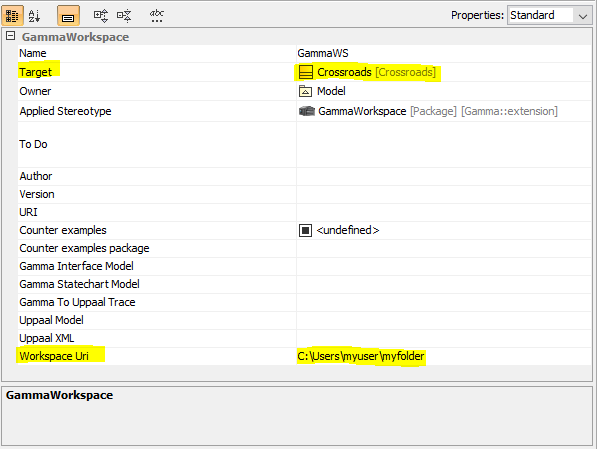 Properties: Standard
GammaWorkspace
Name GammaWS
Target Crossroads [Crossroads]
Owner Model
Applied Stereotype GammaWorkspace [Package] [Gamma::extension]
To Do
Author
Version
URI
Counter examples <undefined>
Counter examples package
Gamma Interface Model
Gamma Statechart Model
Gamma To Uppaal Trace
Uppaal Model
Uppaal XML
Workspace Uri C:\Users\myuser\myfolder
GammaWorkspace